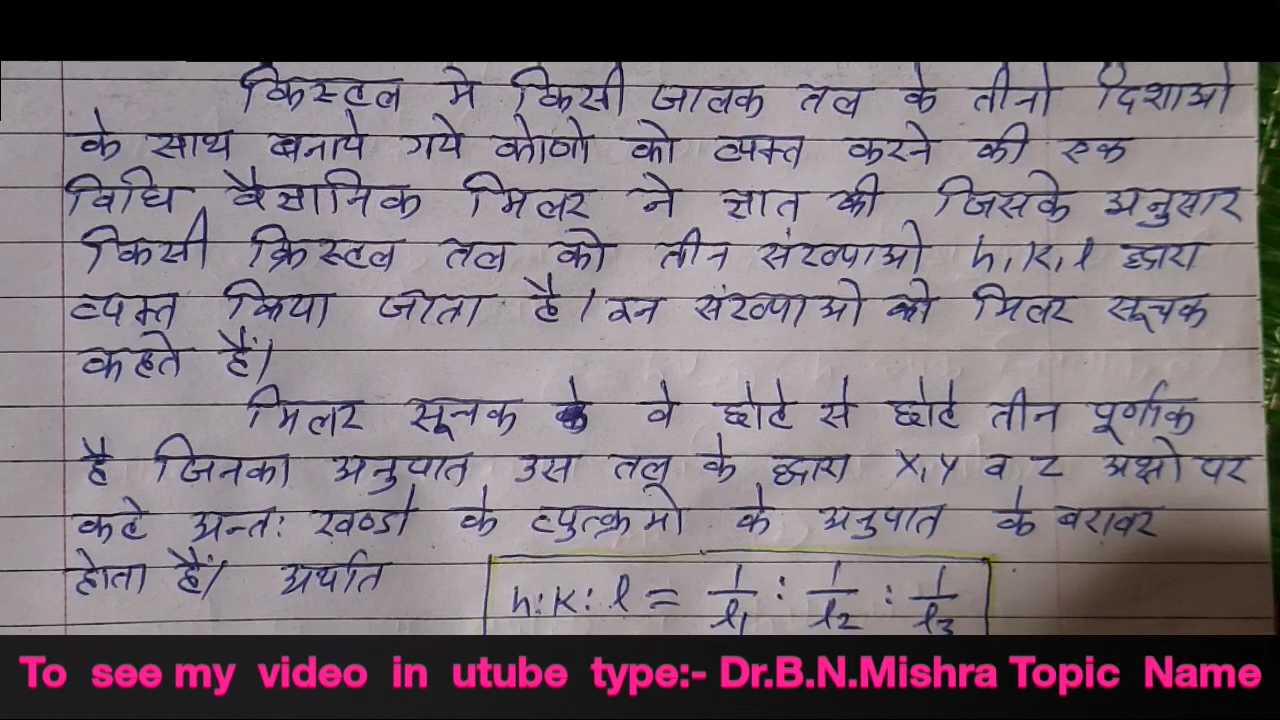 क्रिस्टल मे किसी जालक तल के तीनो दिशाओ
के साथ बनाये गये कोणो को व्यक्त करने की एक
विधि वैज्ञानिक मिलर ने ज्ञात की जिसके अनुसार
किसी क्रिस्टल तल को तीन संख्याओ h, k, l द्वारा
व्यक्त किया जाता है। इन संख्याओ को मिलर सूचक
कहते हैं।
मिलर सूचक वे छोटे से छोटे तीन पूर्णांक
है जिनका अनुपात उस तल के द्वारा x, y व z अक्षो पर
कटे अन्तः खण्डो के व्युत्क्रमो के अनुपात के बराबर
होता है। अर्थात
h:k:l = 1/l₁ : 1/l₂ : 1/l₃
To see my video in utube type:- Dr.B.N.Mishra Topic Name